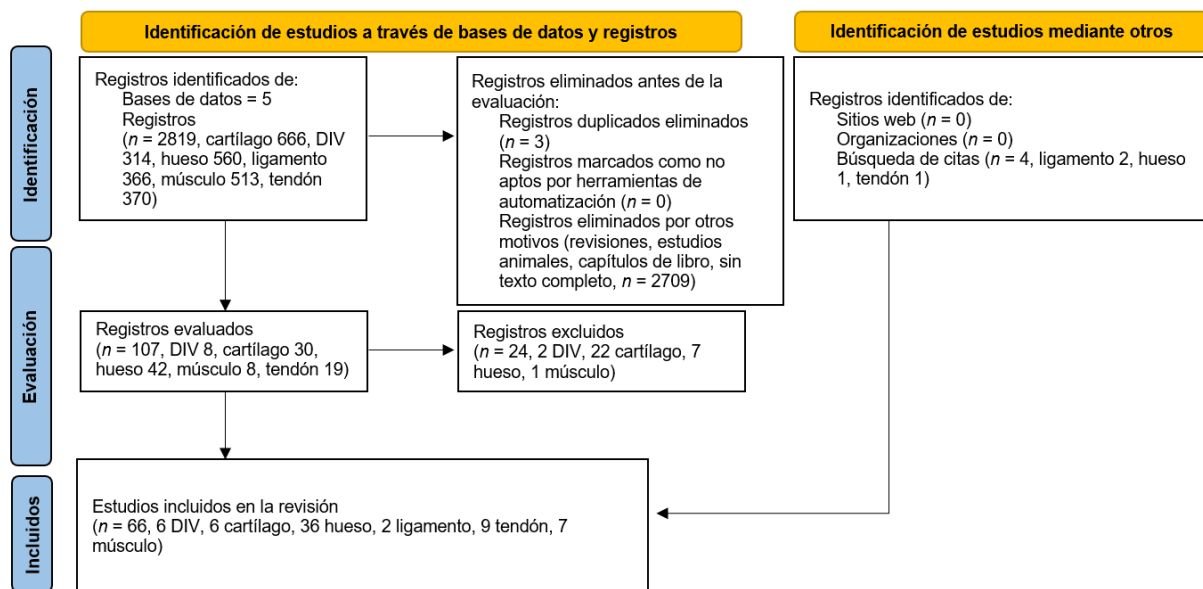 Identificación de estudios a través de bases de datos y registros
Identificación de estudios mediante otros
Identificación
Registros identificados de:
Bases de datos = 5
Registros
(n = 2819, cartílago 666, DIV
314, hueso 560, ligamento
366, músculo 513, tendón
370)
Registros eliminados antes de la
evaluación:
Registros duplicados eliminados
(n = 3)
Registros marcados como no
aptos por herramientas de
automatización (n = 0)
Registros eliminados por otros
motivos (revisiones, estudios
animales, capítulos de libro, sin
texto completo, n = 2709)
Registros identificados de:
Sitios web (n = 0)
Organizaciones (n = 0)
Búsqueda de citas (n = 4, ligamento 2, hueso
1, tendón 1)
Evaluación
Registros evaluados
(n = 107, DIV 8, cartílago 30,
hueso 42, músculo 8, tendón 19)
Registros excluidos
(n = 24, 2 DIV, 22 cartílago, 7
hueso, 1 músculo)
Incluidos
Estudios incluidos en la revisión
(n = 66, 6 DIV, 6 cartílago, 36 hueso, 2 ligamento, 9 tendón, 7
músculo)